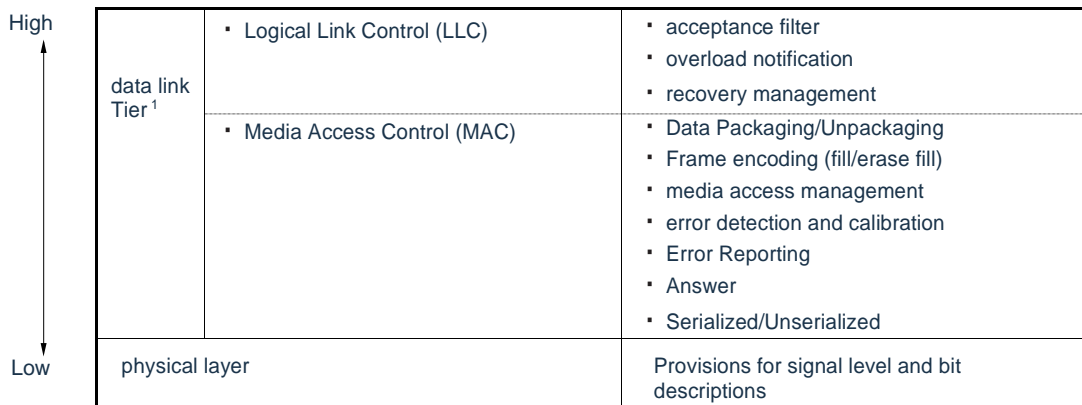 High
Low
data link
Tier 1
▪ Logical Link Control (LLC)
▪ acceptance filter
▪ overload notification
▪ recovery management
▪ Media Access Control (MAC)
▪ Data Packaging/Unpackaging
▪ Frame encoding (fill/erase fill)
▪ media access management
▪ error detection and calibration
▪ Error Reporting
▪ Answer
▪ Serialized/Unserialized
physical layer
Provisions for signal level and bit
descriptions